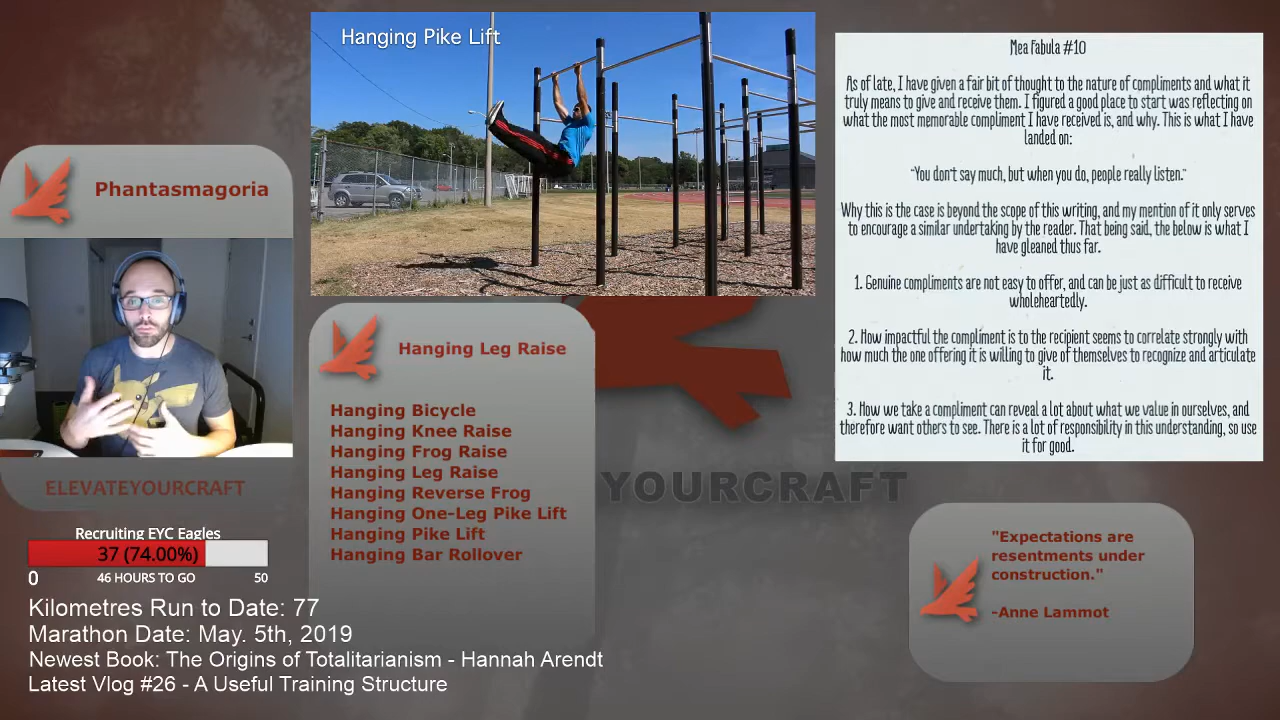 Hanging Pike Lift
Mea Fabula #10
As of late, I have given a fair bit of thought to the nature of compliments and what it
truly means to give and receive them. I figured a good place to start was reflecting on
what the most memorable compliment I have received is, and why. This is what I have
landed on:
"You don't say much, but when you do, people really listen."
Why this is the case is beyond the scope of this writing, and my mention of it only serves
to encourage a similar undertaking by the reader. That being said, the below is what I
have gleaned thus far.
1. Genuine compliments are not easy to offer, and can be just as difficult to receive
wholeheartedly.
2. How impactful the compliment is to the recipient seems to correlate strongly with
how much the one offering it is willing to give of themselves to recognize and articulate
it.
3. How we take a compliment can reveal a lot about what we value in ourselves, and
therefore want others to see. There is a lot of responsibility in this understanding, so use
it for good.
Phantasmagoria
ELEVATEYOURCRAFT
Hanging Leg Raise
Hanging Bicycle
Hanging Knee Raise
Hanging Frog Raise
Hanging Leg Raise
Hanging Reverse Frog
Hanging One-Leg Pike Lift
Hanging Pike Lift
Hanging Bar Rollover
YOURCRAFT
Recruiting EYC Eagles
37 (74.00%)
0 46 HOURS TO GO 50
Kilometres Run to Date: 77
Marathon Date: May. 5th, 2019
Newest Book: The Origins of Totalitarianism - Hannah Arendt
Latest Vlog #26 - A Useful Training Structure
"Expectations are
resentments under
construction."
-Anne Lammot